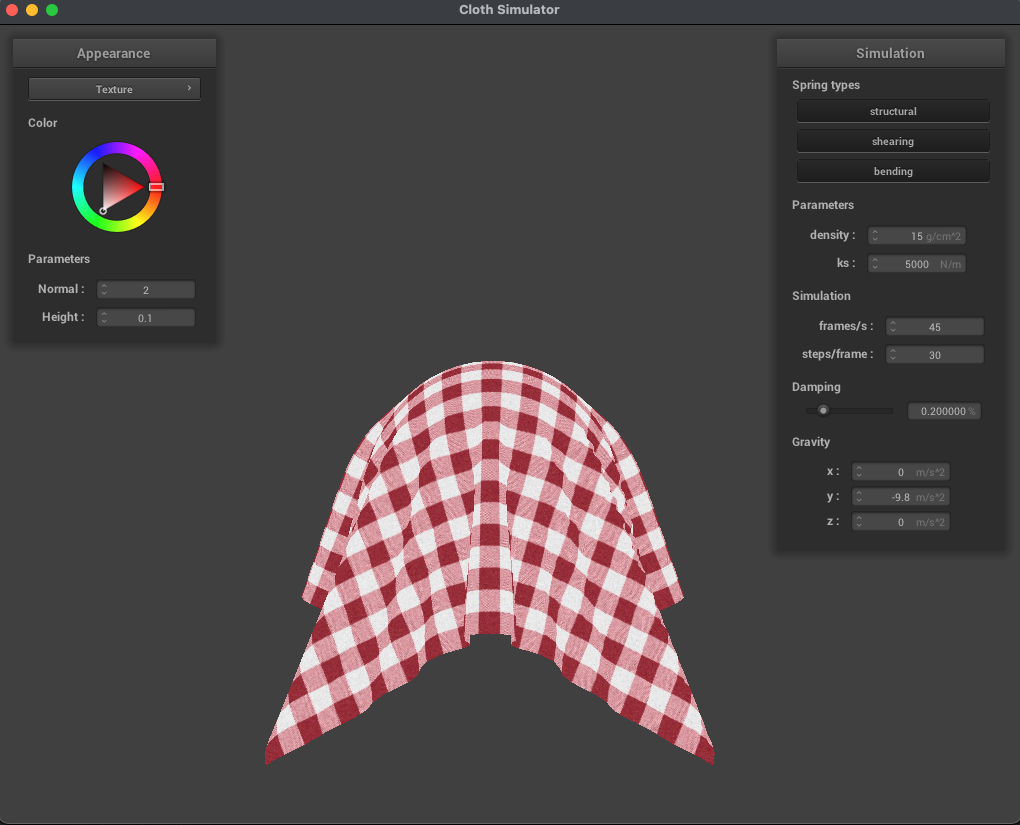 Cloth Simulator
Appearance
Texture
Color
Parameters
Normal : 2
Height : 0.1
Simulation
Spring types
structural
shearing
bending
Parameters
density : 15 g/cm^2
ks : 5000 N/m
Simulation
frames/s : 45
steps/frame : 30
Damping
0.200000 %
Gravity
x : 0 m/s^2
y : -9.8 m/s^2
z : 0 m/s^2